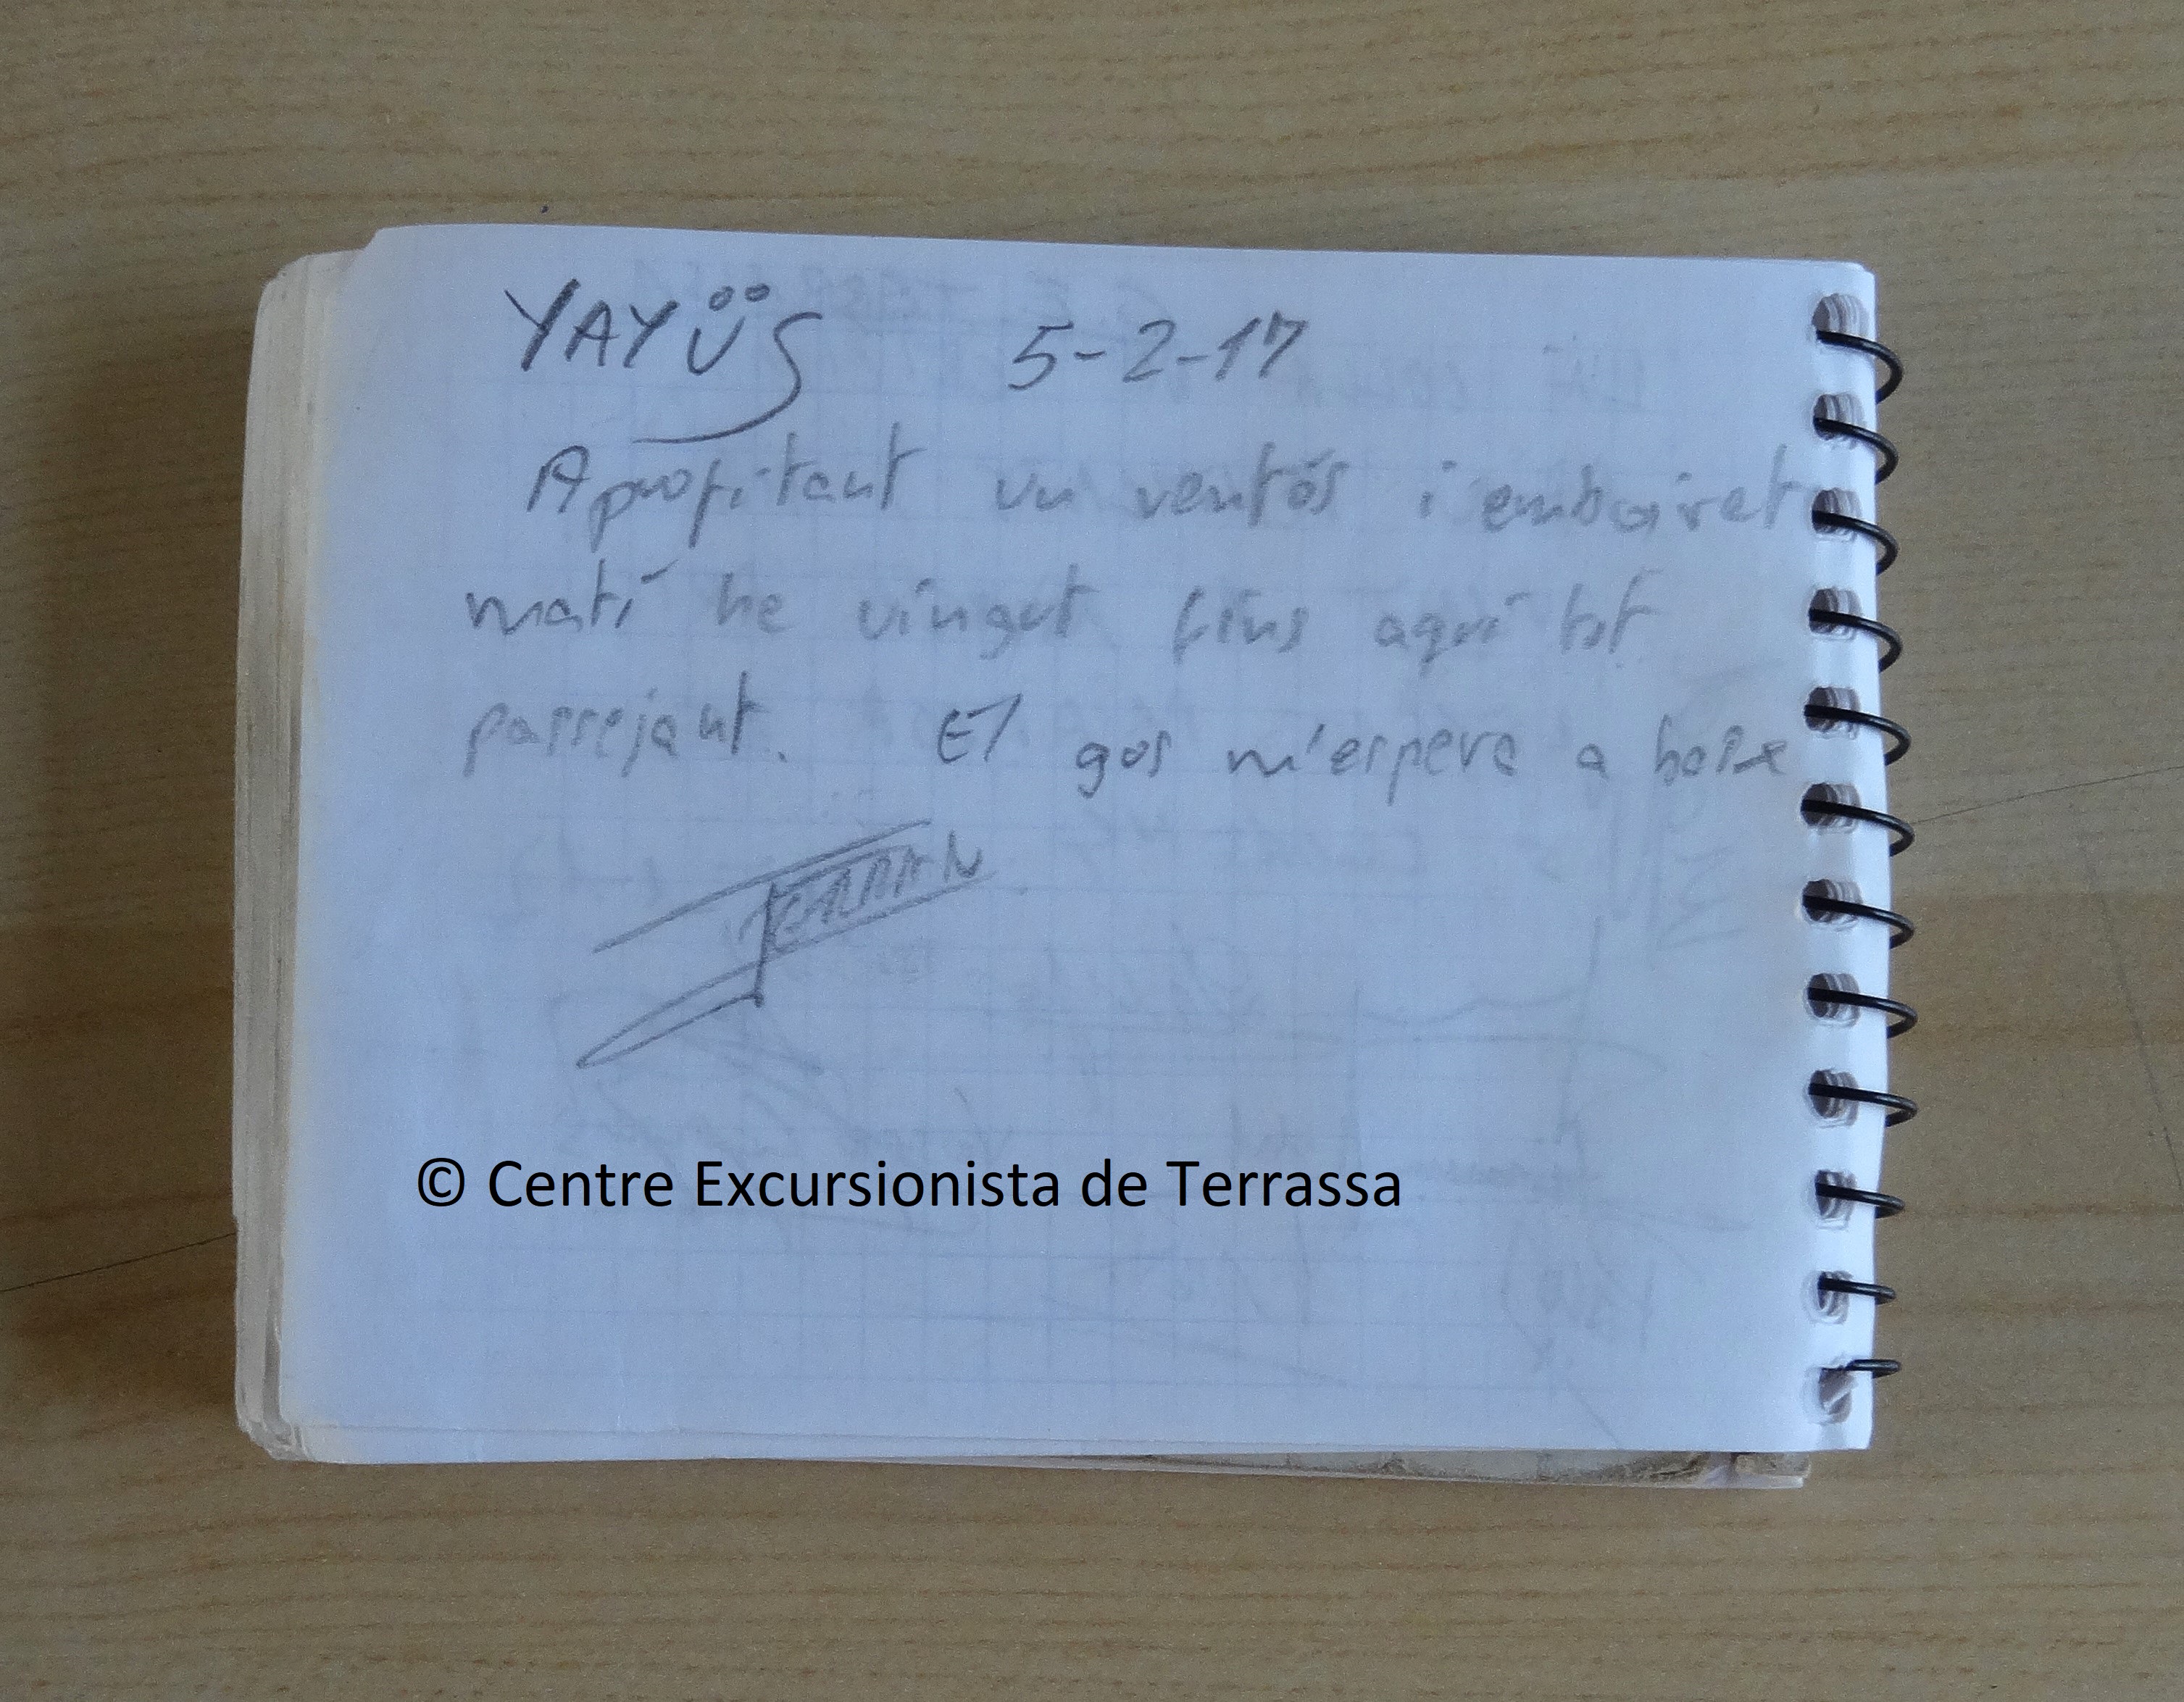 YAYÜS 5-2-17
Aprofitant un ventós i emboirat
matí he vingut fins aquí tot
passejant. El gos m'espera a baix
© Centre Excursionista de Terrassa